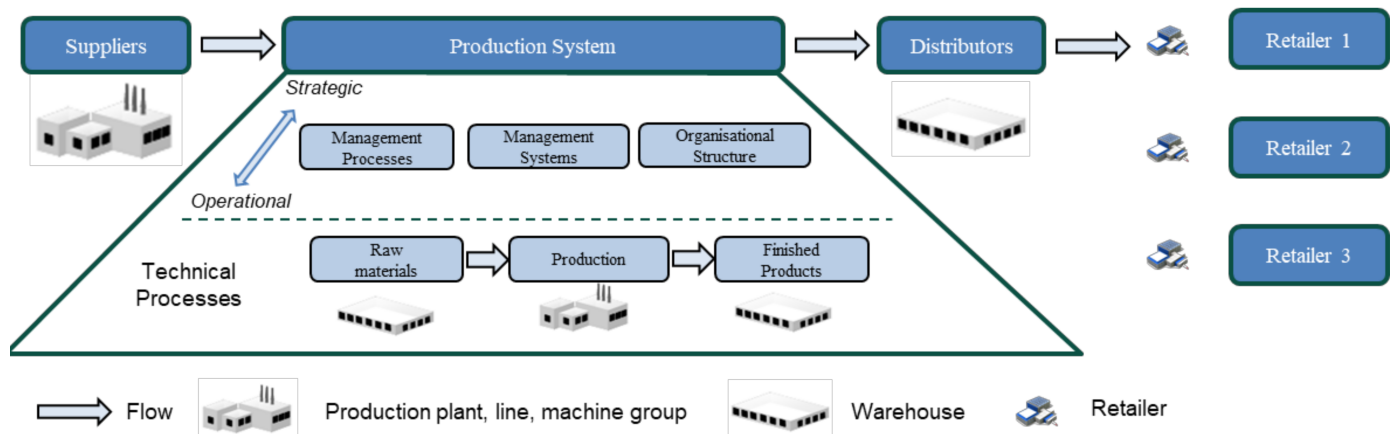 Suppliers
Production System
Distributors
Retailer 1
Strategic
Management
Processes
Management
Systems
Organisational
Structure
Retailer 2
Operational
Technical
Processes
Raw
materials
Production
Finished
Products
Retailer 3
Flow
Production plant, line, machine group
Warehouse
Retailer